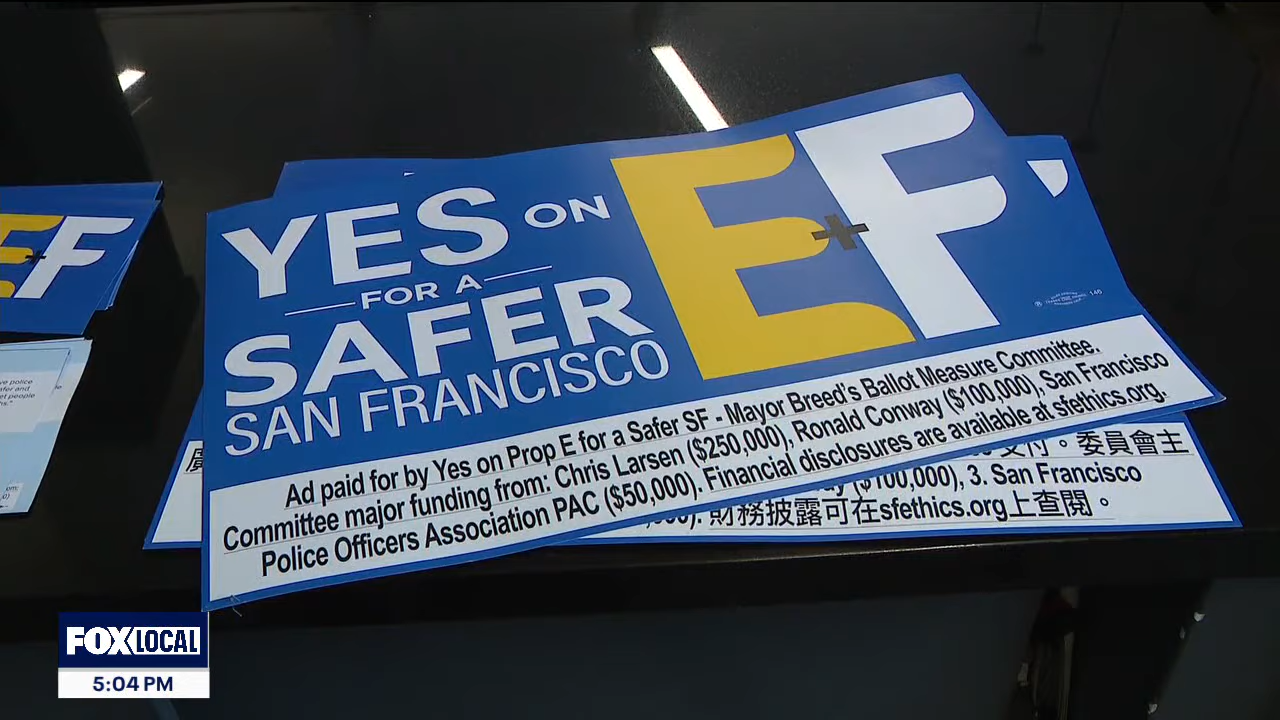 YES ON E+F
FOR A
SAFER
SAN FRANCISCO
Ad paid for by Yes on Prop E for a Safer SF - Mayor Breed's Ballot Measure Committee.
Committee major funding from: Chris Larsen ($250,000), Ronald Conway ($100,000), San Francisco
Police Officers Association PAC ($50,000). Financial disclosures are available at sfethics.org.
委員會主
($100,000), 3. San Francisco
財務披露可在sfethics.org上查閱。
E+F
FOX LOCAL
5:04 PM